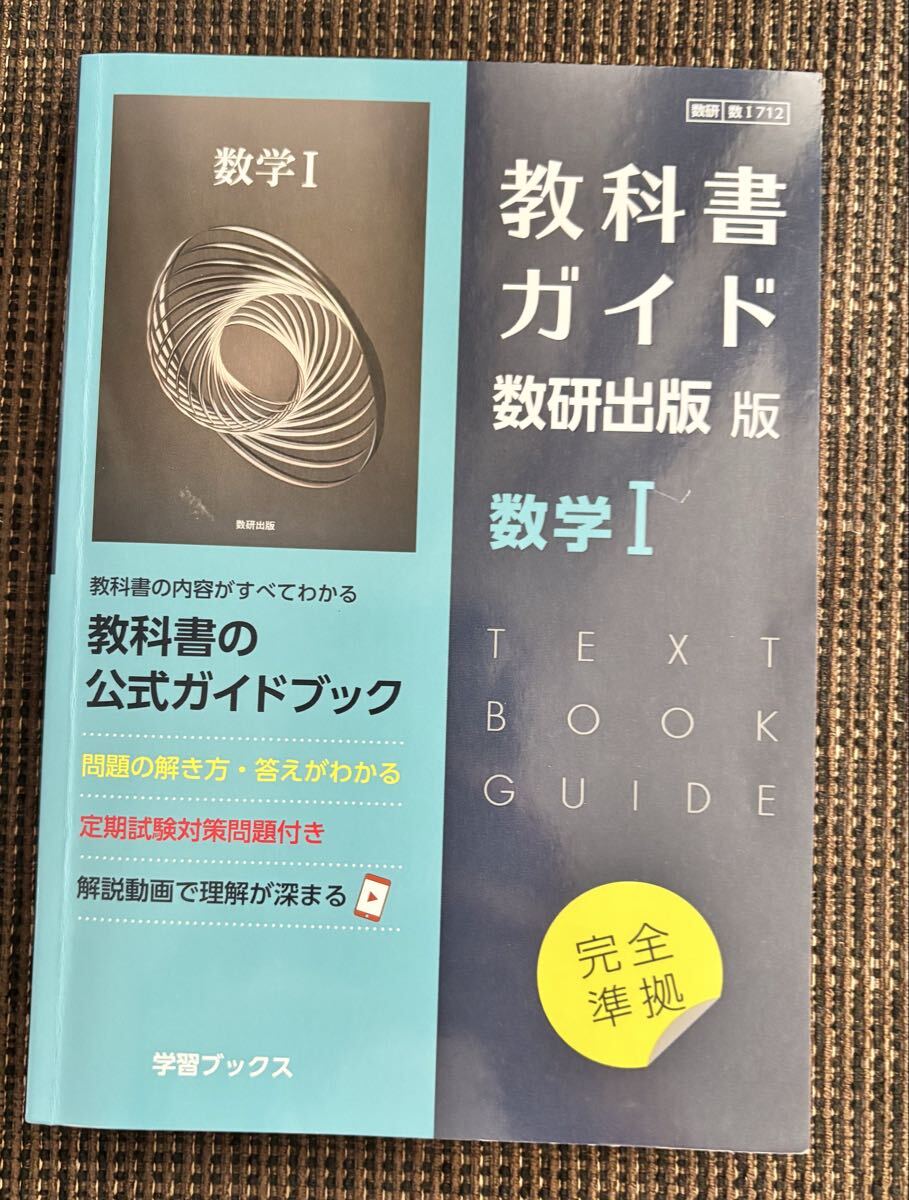 数学I
数研出版
教科書の内容がすべてわかる
教科書の
公式ガイドブック
問題の解き方・答えがわかる
定期試験対策問題付き
解説動画で理解が深まる
学習ブックス
数研 数I712
教科書
ガイド
数研出版 版
数学I
TEXT
BOOK
GUIDE
完全
準拠